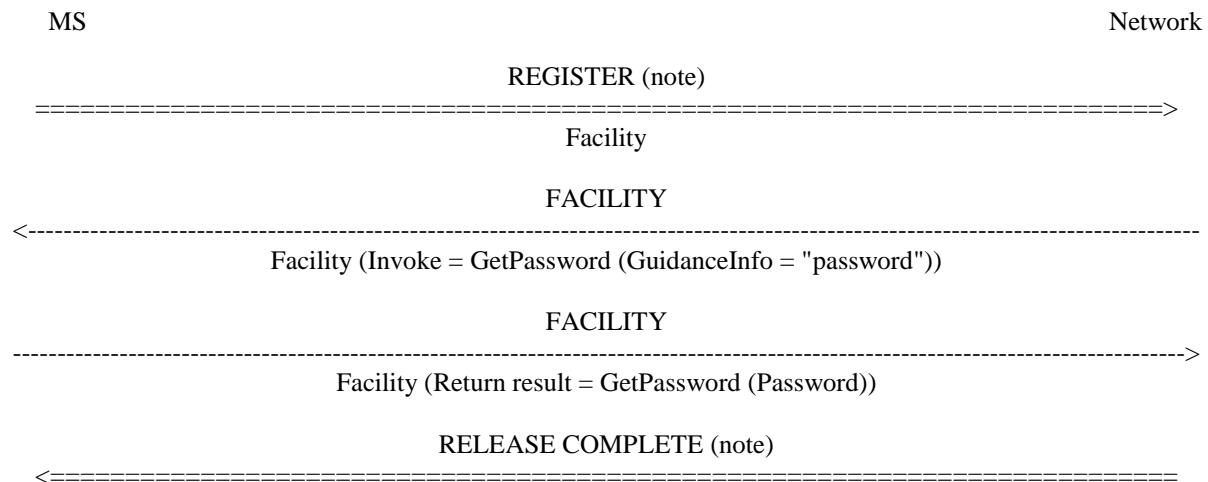 MS Network
REGISTER (note)
===========================================================================>
Facility
FACILITY
<------------------------------------------------------------------------------------------------------------------------------------
Facility (Invoke = GetPassword (GuidanceInfo = "password"))
FACILITY
------------------------------------------------------------------------------------------------------------------------------------>
Facility (Return result = GetPassword (Password))
RELEASE COMPLETE (note)
<===========================================================================